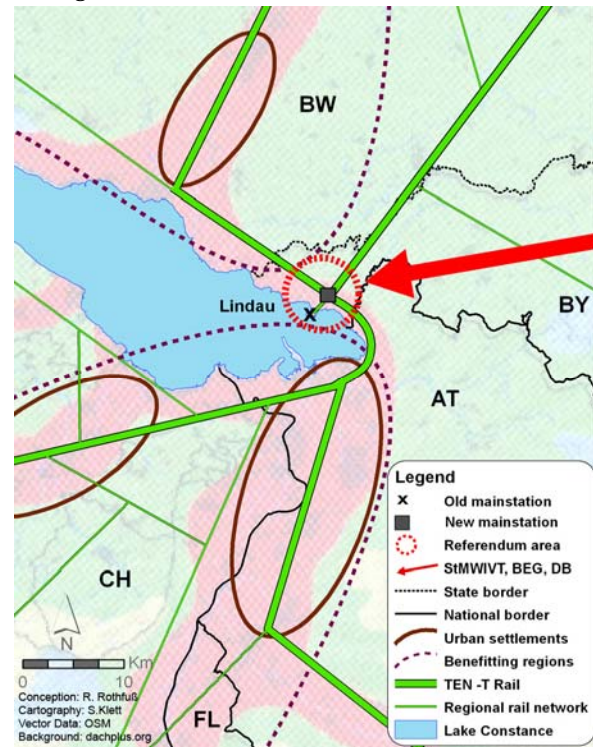 BW
Lindau
x
BY
AT
CH
FL
N
0 10 Km
Conception: R. Rothfuß
Cartography: S.Klett
Vector Data: OSM
Background: dachplus.org
Legend
x Old mainstation
New mainstation
Referendum area
StMWIVT, BEG, DB
State border
National border
Urban settlements
Benefitting regions
TEN -T Rail
Regional rail network
Lake Constance